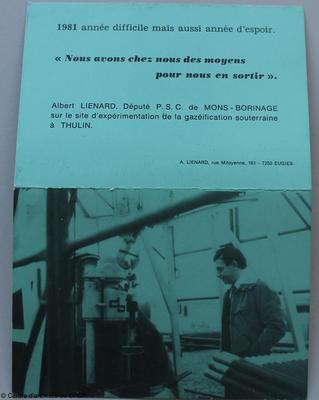 1981 année difficile mais aussi année d'espoir.
« Nous avons chez nous des moyens
pour nous en sortir ».
Albert LIENARD, Député P.S.C. de MONS-BORINAGE
sur le site d'expérimentation de la gazéification souterraine
à THULIN.
A. LIENARD, rue Mitoyenne, 161 - 7250 EUGIES.